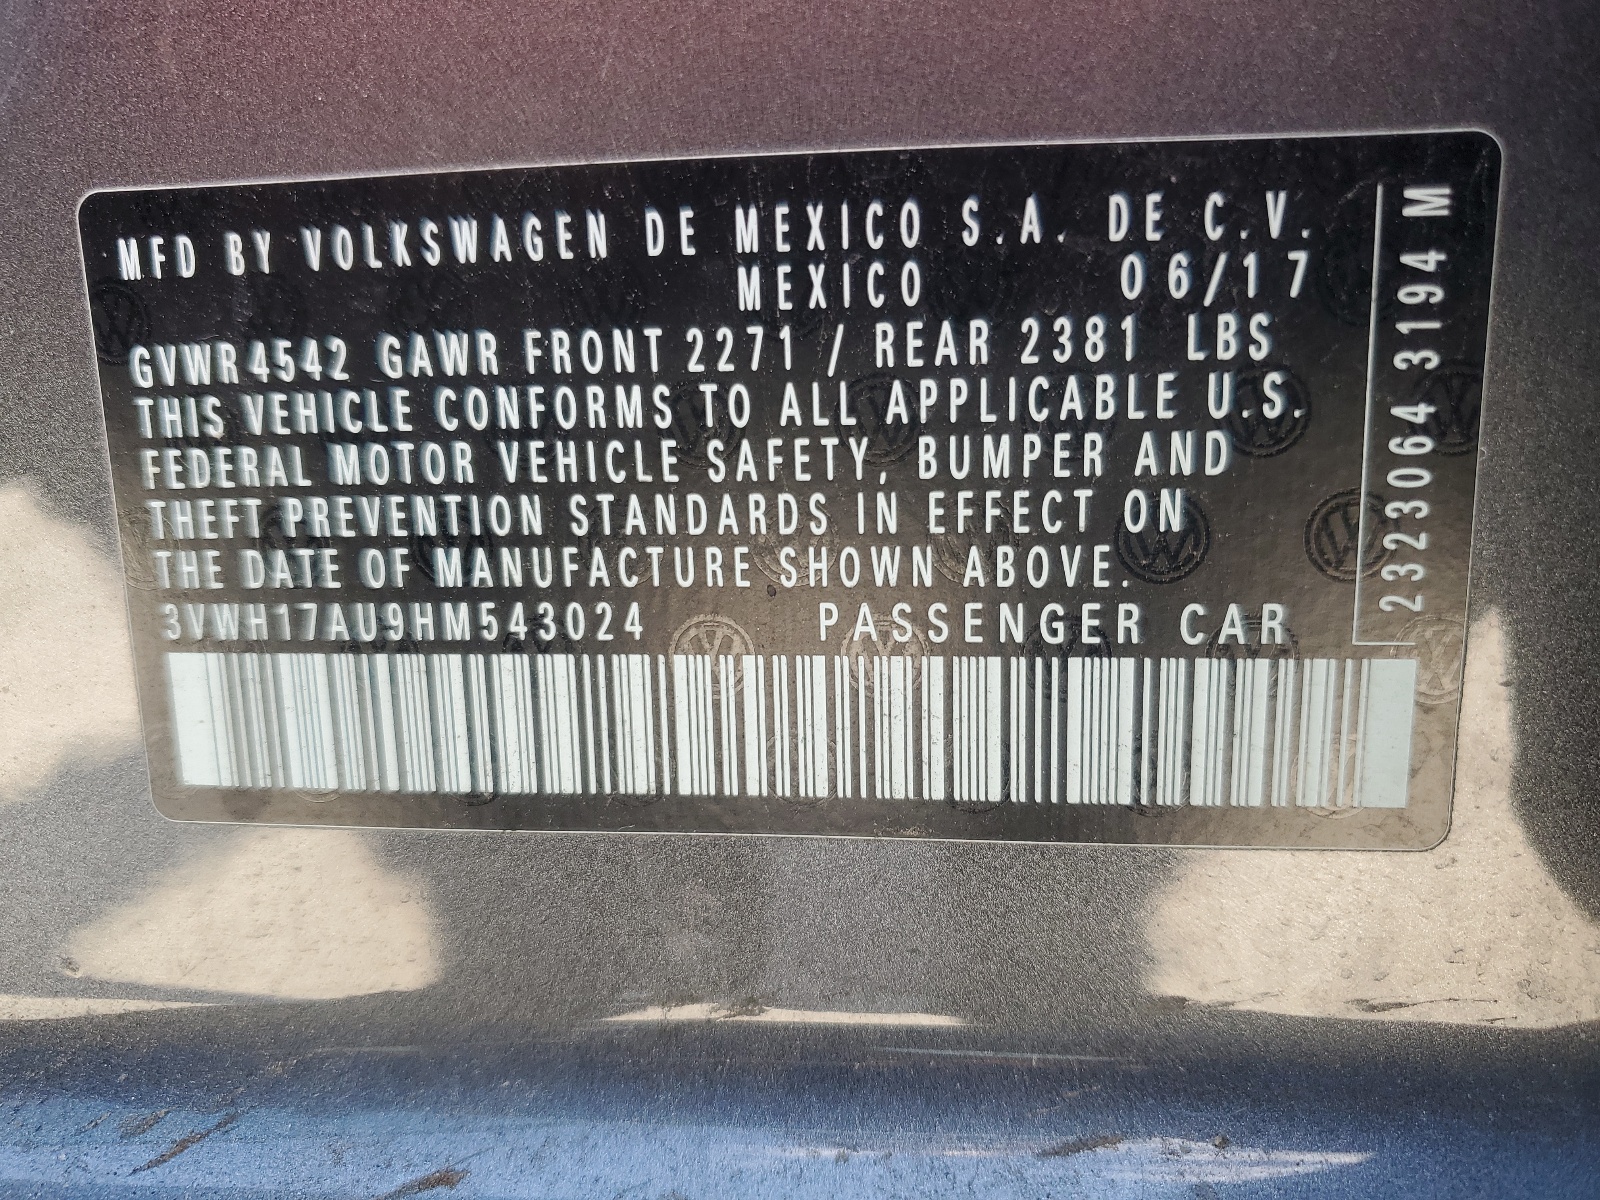 MFD BY VOLKSWAGEN DE MEXICO S.A. DE C.V.
MEXICO 06/17
GVWR4542 GAWR FRONT 2271 / REAR 2381 LBS
THIS VEHICLE CONFORMS TO ALL APPLICABLE U.S.
FEDERAL MOTOR VEHICLE SAFETY, BUMPER AND
THEFT PREVENTION STANDARDS IN EFFECT ON
THE DATE OF MANUFACTURE SHOWN ABOVE.
3VWH17AU9HM543024 PASSENGER CAR
2323064 3194 M